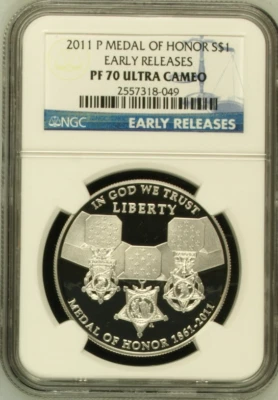 2011 P MEDAL OF HONOR S$1
EARLY RELEASES
PF 70 ULTRA CAMEO
2557318-049
NGC
EARLY RELEASES
IN GOD WE TRUST
LIBERTY
MEDAL OF HONOR 1861-2011